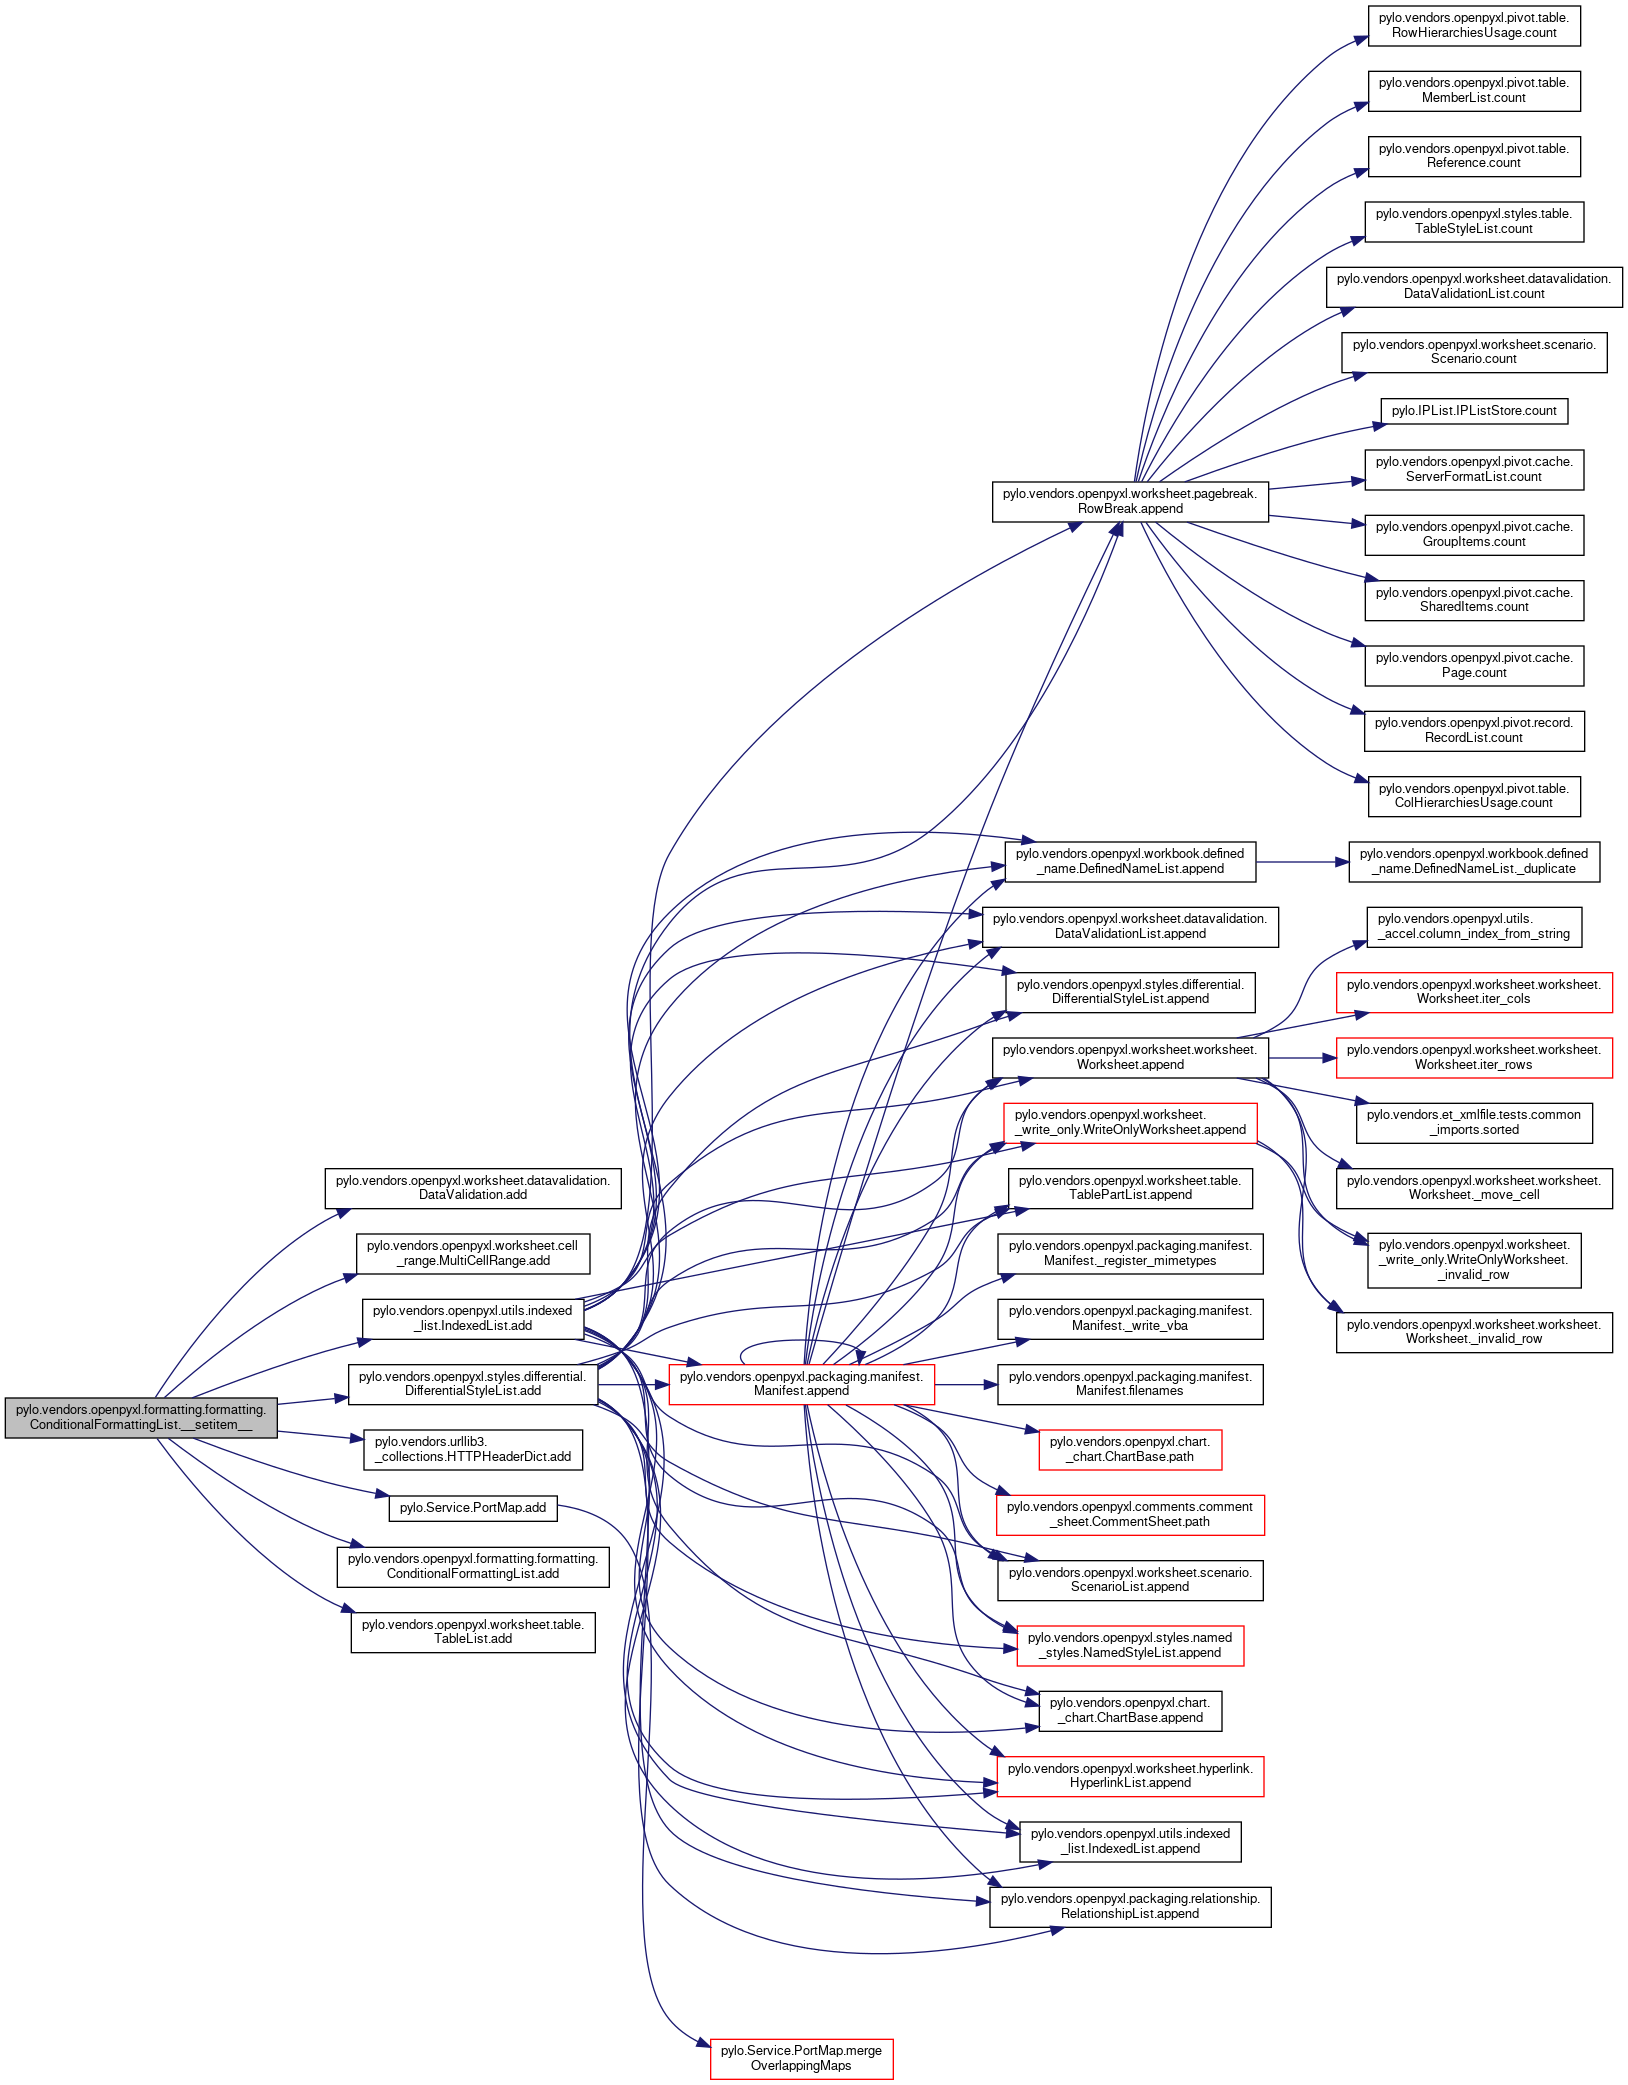 pylo.vendors.openpyxl.formatting.formatting.
ConditionalFormattingList.__setitem__
pylo.vendors.openpyxl.worksheet.datavalidation.
DataValidation.add
pylo.vendors.openpyxl.worksheet.cell
_range.MultiCellRange.add
pylo.vendors.openpyxl.utils.indexed
_list.IndexedList.add
pylo.vendors.openpyxl.styles.differential.
DifferentialStyleList.add
pylo.vendors.urllib3.
_collections.HTTPHeaderDict.add
pylo.Service.PortMap.add
pylo.vendors.openpyxl.formatting.formatting.
ConditionalFormattingList.add
pylo.vendors.openpyxl.worksheet.table.
TableList.add
pylo.vendors.openpyxl.packaging.manifest.
Manifest.append
pylo.Service.PortMap.merge
OverlappingMaps
pylo.vendors.openpyxl.worksheet.pagebreak.
RowBreak.append
pylo.vendors.openpyxl.workbook.defined
_name.DefinedNameList.append
pylo.vendors.openpyxl.worksheet.datavalidation.
DataValidationList.append
pylo.vendors.openpyxl.styles.differential.
DifferentialStyleList.append
pylo.vendors.openpyxl.worksheet.worksheet.
Worksheet.append
pylo.vendors.openpyxl.worksheet.
_write_only.WriteOnlyWorksheet.append
pylo.vendors.openpyxl.worksheet.table.
TablePartList.append
pylo.vendors.openpyxl.packaging.manifest.
Manifest._register_mimetypes
pylo.vendors.openpyxl.packaging.manifest.
Manifest._write_vba
pylo.vendors.openpyxl.packaging.manifest.
Manifest.filenames
pylo.vendors.openpyxl.chart.
_chart.ChartBase.path
pylo.vendors.openpyxl.comments.comment
_sheet.CommentSheet.path
pylo.vendors.openpyxl.worksheet.scenario.
ScenarioList.append
pylo.vendors.openpyxl.styles.named
_styles.NamedStyleList.append
pylo.vendors.openpyxl.chart.
_chart.ChartBase.append
pylo.vendors.openpyxl.worksheet.hyperlink.
HyperlinkList.append
pylo.vendors.openpyxl.utils.indexed
_list.IndexedList.append
pylo.vendors.openpyxl.packaging.relationship.
RelationshipList.append
pylo.vendors.openpyxl.pivot.table.
RowHierarchiesUsage.count
pylo.vendors.openpyxl.pivot.table.
MemberList.count
pylo.vendors.openpyxl.pivot.table.
Reference.count
pylo.vendors.openpyxl.styles.table.
TableStyleList.count
pylo.vendors.openpyxl.worksheet.datavalidation.
DataValidationList.count
pylo.vendors.openpyxl.worksheet.scenario.
Scenario.count
pylo.IPList.IPListStore.count
pylo.vendors.openpyxl.pivot.cache.
ServerFormatList.count
pylo.vendors.openpyxl.pivot.cache.
GroupItems.count
pylo.vendors.openpyxl.pivot.cache.
SharedItems.count
pylo.vendors.openpyxl.pivot.cache.
Page.count
pylo.vendors.openpyxl.pivot.record.
RecordList.count
pylo.vendors.openpyxl.pivot.table.
ColHierarchiesUsage.count
pylo.vendors.openpyxl.workbook.defined
_name.DefinedNameList._duplicate
pylo.vendors.openpyxl.utils.
_accel.column_index_from_string
pylo.vendors.openpyxl.worksheet.worksheet.
Worksheet.iter_cols
pylo.vendors.openpyxl.worksheet.worksheet.
Worksheet.iter_rows
pylo.vendors.et_xmlfile.tests.common
_imports.sorted
pylo.vendors.openpyxl.worksheet.worksheet.
Worksheet._move_cell
pylo.vendors.openpyxl.worksheet.
_write_only.WriteOnlyWorksheet.
_invalid_row
pylo.vendors.openpyxl.worksheet.worksheet.
Worksheet._invalid_row